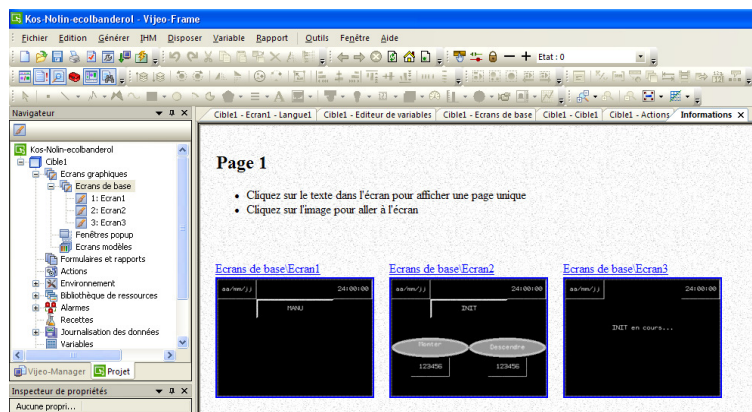 Kos-Nolin-ecolbanderol - Vijeo-Frame
Fichier Edition Générer IHM Disposer Variable Rapport Outils Fenêtre Aide
Etat : 0
Navigateur
Cible1 - Ecran1 - Langue1 Cible1 - Editeur de variables Cible1 - Ecrans de base Cible1 - Cible1 Cible1 - Actions Informations
Kos-Nolin-ecolbanderol
Cible1
Ecrans graphiques
Ecrans de base
1: Ecran1
2: Ecran2
3: Ecran3
Fenêtres popup
Ecrans modèles
Formulaires et rapports
Actions
Environnement
Bibliothèque de ressources
Alarmes
Recettes
Journalisation des données
Variables
Vijeo-Manager Projet
Inspecteur de propriétés
Aucune propri...
Page 1
Cliquez sur le texte dans l'écran pour afficher une page unique
Cliquez sur l'image pour aller à l'écran
Ecrans de base\Ecran1 Ecrans de base\Ecran2 Ecrans de base\Ecran3
aa/mm/jj 24:00:00 aa/mm/jj 24:00:00 aa/mm/jj 24:00:00
MANU INIT
INIT en cours...
Monter Dessendre
123456 123456